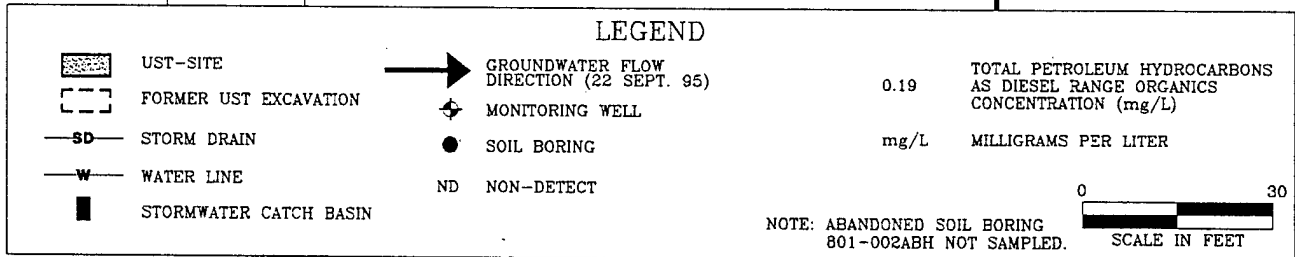 LEGEND
UST-SITE
FORMER UST EXCAVATION
SD STORM DRAIN
W WATER LINE
STORMWATER CATCH BASIN
GROUNDWATER FLOW
DIRECTION (22 SEPT. 95)
MONITORING WELL
SOIL BORING
ND NON-DETECT
0.19 TOTAL PETROLEUM HYDROCARBONS
AS DIESEL RANGE ORGANICS
CONCENTRATION (mg/L)
mg/L MILLIGRAMS PER LITER
NOTE: ABANDONED SOIL BORING
801-002ABH NOT SAMPLED.
0 30
SCALE IN FEET